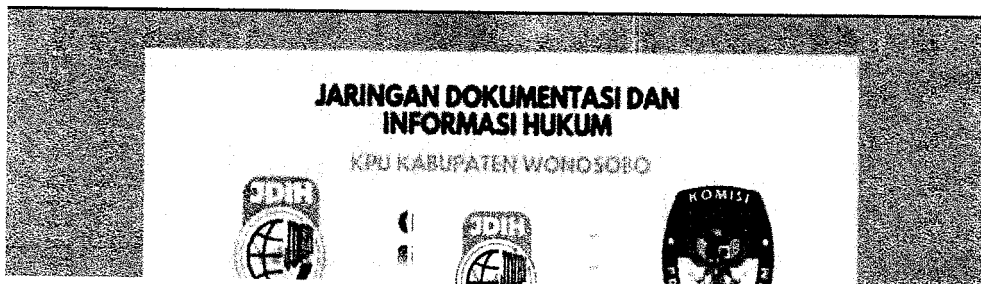 JARINGAN DOKUMENTASI DAN
INFORMASI HUKUM
KPU KABUPATEN WONOSOBO
JDIH
JDIH
KOMISI